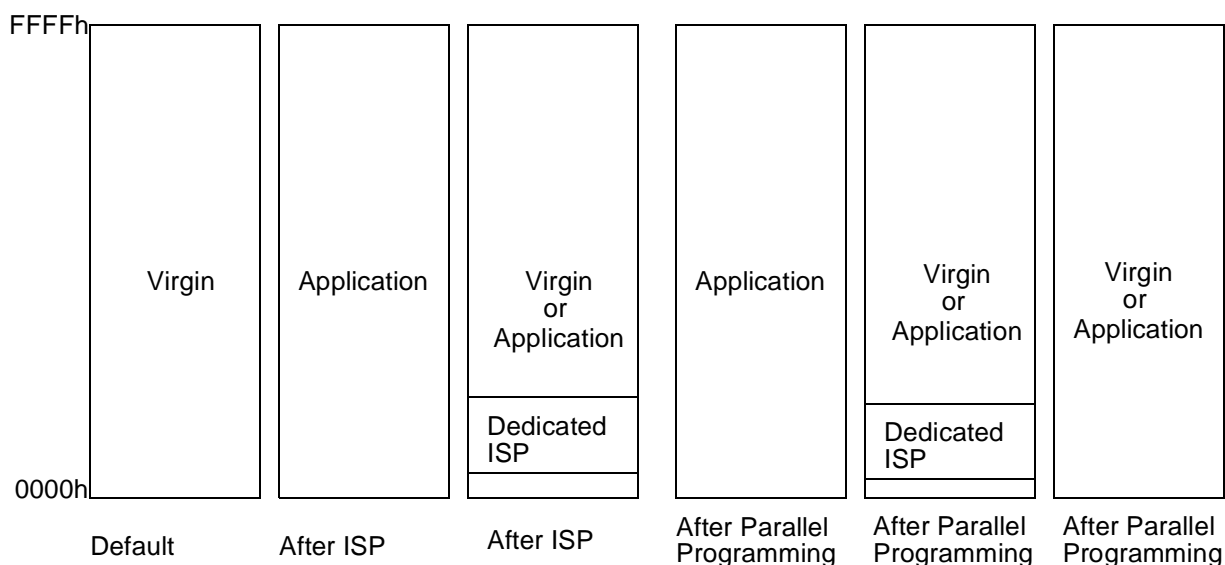 FFFFh
Virgin
Application
Virgin
or
Application
Application
Virgin
or
Application
Virgin
or
Application
Dedicated
ISP
Dedicated
ISP
0000h
Default
After ISP
After ISP
After Parallel
Programming
After Parallel
Programming
After Parallel
Programming